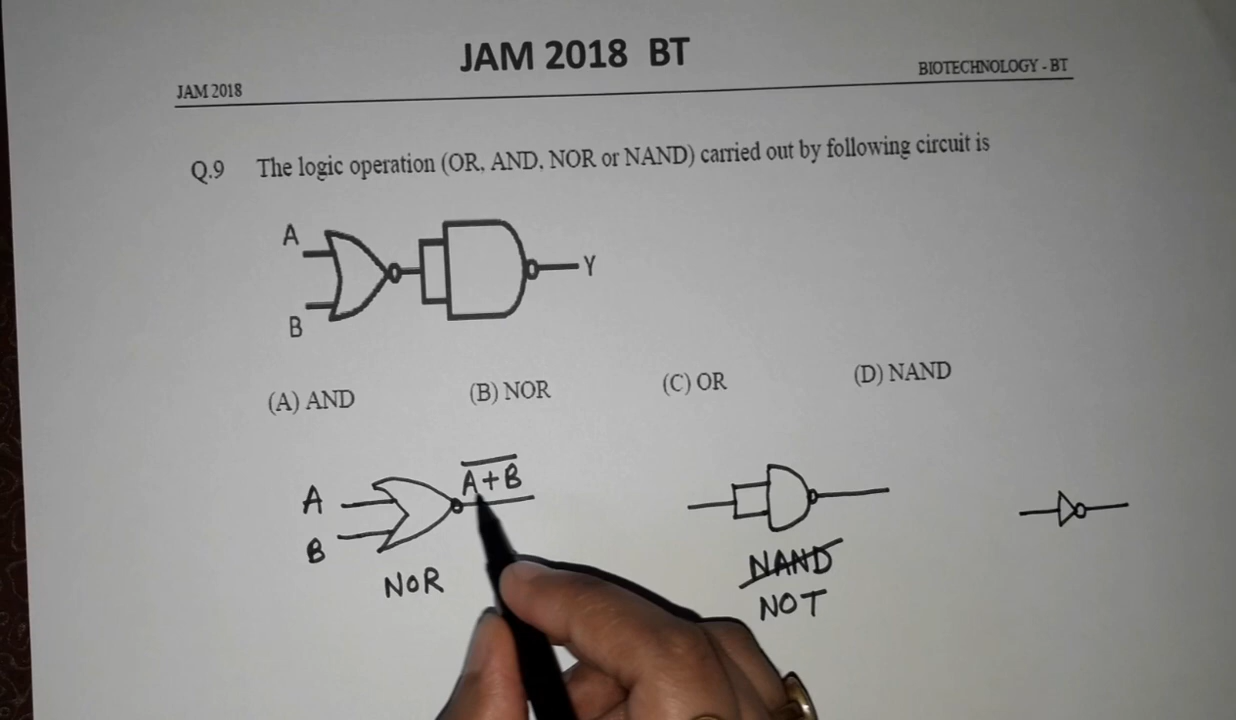 JAM 2018 BT
JAM 2018
BIOTECHNOLOGY - BT
Q.9 The logic operation (OR, AND, NOR or NAND) carried out by following circuit is
A
B
Y
(A) AND (B) NOR (C) OR (D) NAND
A
B
A+B
NOR
NAND
NOT